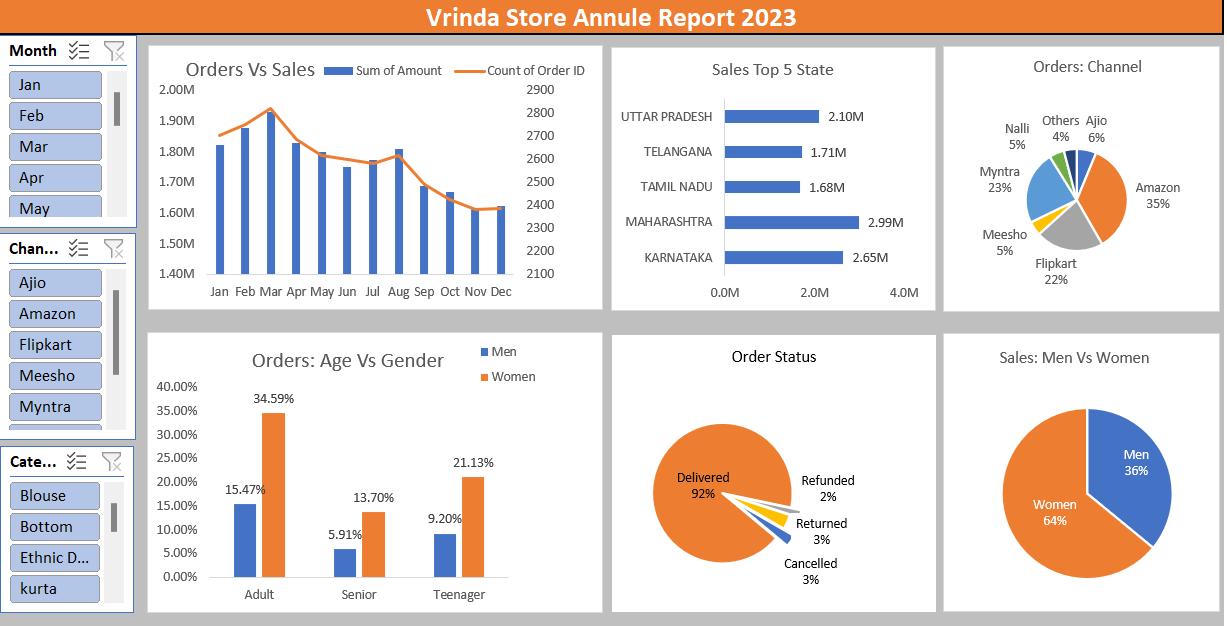 Vrinda Store Annule Report 2023
Month
Jan
Feb
Mar
Apr
May
Chan...
Ajio
Amazon
Flipkart
Meesho
Myntra
Cate...
Blouse
Bottom
Ethnic D...
kurta
Orders Vs Sales
Sum of Amount
Count of Order ID
2.00M
1.90M
1.80M
1.70M
1.60M
1.50M
1.40M
2900
2800
2700
2600
2500
2400
2300
2200
2100
Jan Feb Mar Apr May Jun Jul Aug Sep Oct Nov Dec
Sales Top 5 State
UTTAR PRADESH 2.10M
TELANGANA 1.71M
TAMIL NADU 1.68M
MAHARASHTRA 2.99M
KARNATAKA 2.65M
0.0M 2.0M 4.0M
Orders: Channel
Ajio
6%
Amazon
35%
Flipkart
22%
Meesho
5%
Myntra
23%
Nalli
5%
Others
4%
Orders: Age Vs Gender
Men
Women
40.00%
35.00%
30.00%
25.00%
20.00%
15.00%
10.00%
5.00%
0.00%
15.47%
34.59%
5.91%
13.70%
9.20%
21.13%
Adult Senior Teenager
Order Status
Delivered
92%
Refunded
2%
Returned
3%
Cancelled
3%
Sales: Men Vs Women
Men
36%
Women
64%